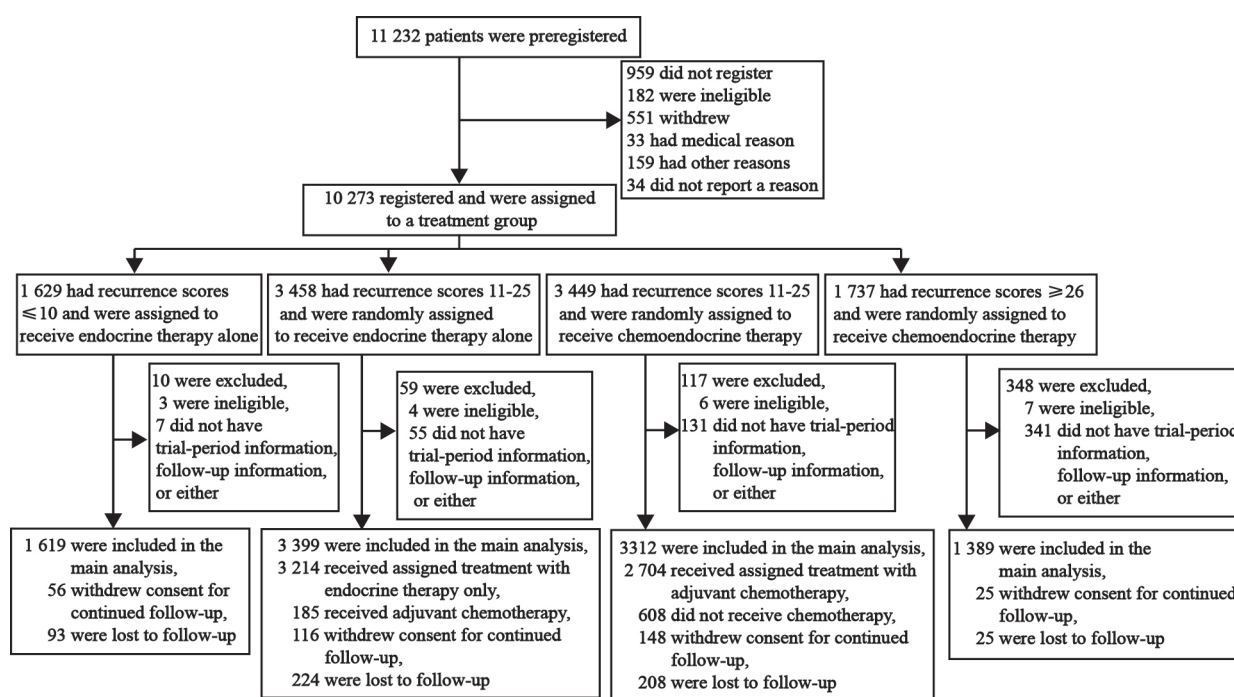 11 232 patients were preregistered
959 did not register
182 were ineligible
551 withdrew
33 had medical reason
159 had other reasons
34 did not report a reason
10 273 registered and were assigned
to a treatment group
1 629 had recurrence scores
⩽10 and were assigned to
receive endocrine therapy alone
3 458 had recurrence scores 11-25
and were randomly assigned
to receive endocrine therapy alone
3 449 had recurrence scores 11-25
and were randomly assigned to
receive chemoendocrine therapy
1 737 had recurrence scores ⩾26
and were randomly assigned to
receive chemoendocrine therapy
10 were excluded,
3 were ineligible,
7 did not have
trial-period information,
follow-up information,
or either
59 were excluded,
4 were ineligible,
55 did not have
trial-period information,
follow-up information,
or either
117 were excluded,
6 were ineligible,
131 did not have trial-period
information,
follow-up information,
or either
348 were excluded,
7 were ineligible,
341 did not have trial-period
information,
follow-up information,
or either
1 619 were included in the
main analysis,
56 withdrew consent for
continued follow-up,
93 were lost to follow-up
3 399 were included in the main analysis,
3 214 received assigned treatment with
endocrine therapy only,
185 received adjuvant chemotherapy,
116 withdrew consent for continued
follow-up,
224 were lost to follow-up
3312 were included in the main analysis,
2 704 received assigned treatment with
adjuvant chemotherapy,
608 did not receive chemotherapy,
148 withdrew consent for continued
follow-up,
208 were lost to follow-up
1 389 were included in the
main analysis,
25 withdrew consent for continued
follow-up,
25 were lost to follow-up